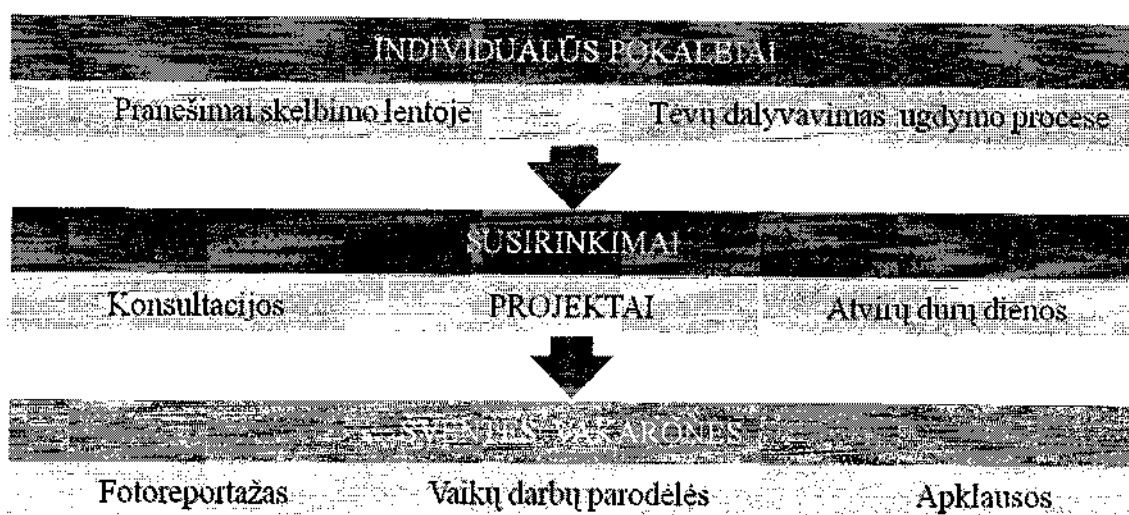 INDIVIDUALŪS POKALBIAI
Pranešimai skelbimo lentoje Tėvų dalyvavimas ugdymo procese
SUSIRINKIMAI
Konsultacijos PROJEKTAI Atvirų durų dienos
ŠVENTĖS VAKARONĖS
Fotoreportažas Vaikų darbų parodėlės Apklausos